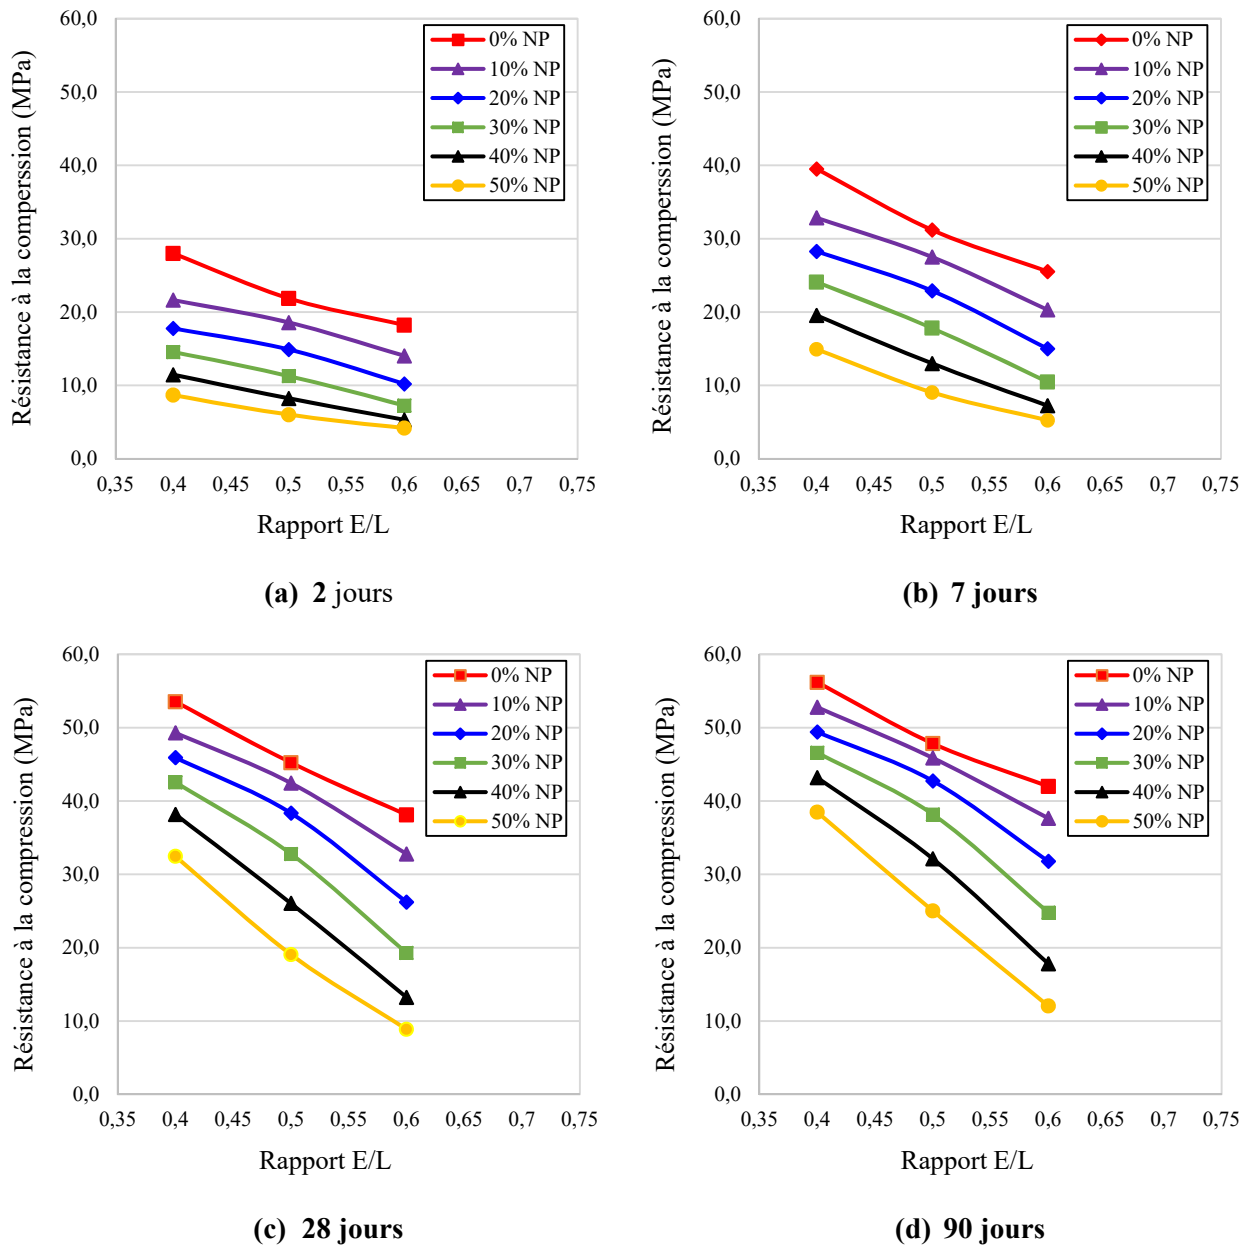 Résistance à la comperssion (MPa)
60,0
50,0
40,0
30,0
20,0
10,0
0,0
0% NP
10% NP
20% NP
30% NP
40% NP
50% NP
0,35 0,4 0,45 0,5 0,55 0,6 0,65 0,7 0,75
Rapport E/L
(a) 2 jours
Résistance à la comperssion (MPa)
60,0
50,0
40,0
30,0
20,0
10,0
0,0
0% NP
10% NP
20% NP
30% NP
40% NP
50% NP
0,35 0,4 0,45 0,5 0,55 0,6 0,65 0,7 0,75
Rapport E/L
(b) 7 jours
Résistance à la compression (MPa)
60,0
50,0
40,0
30,0
20,0
10,0
0,0
0% NP
10% NP
20% NP
30% NP
40% NP
50% NP
0,35 0,4 0,45 0,5 0,55 0,6 0,65 0,7 0,75
Rapport E/L
(c) 28 jours
Résistance à la compression (MPa)
60,0
50,0
40,0
30,0
20,0
10,0
0,0
0% NP
10% NP
20% NP
30% NP
40% NP
50% NP
0,35 0,4 0,45 0,5 0,55 0,6 0,65 0,7 0,75
Rapport E/L
(d) 90 jours